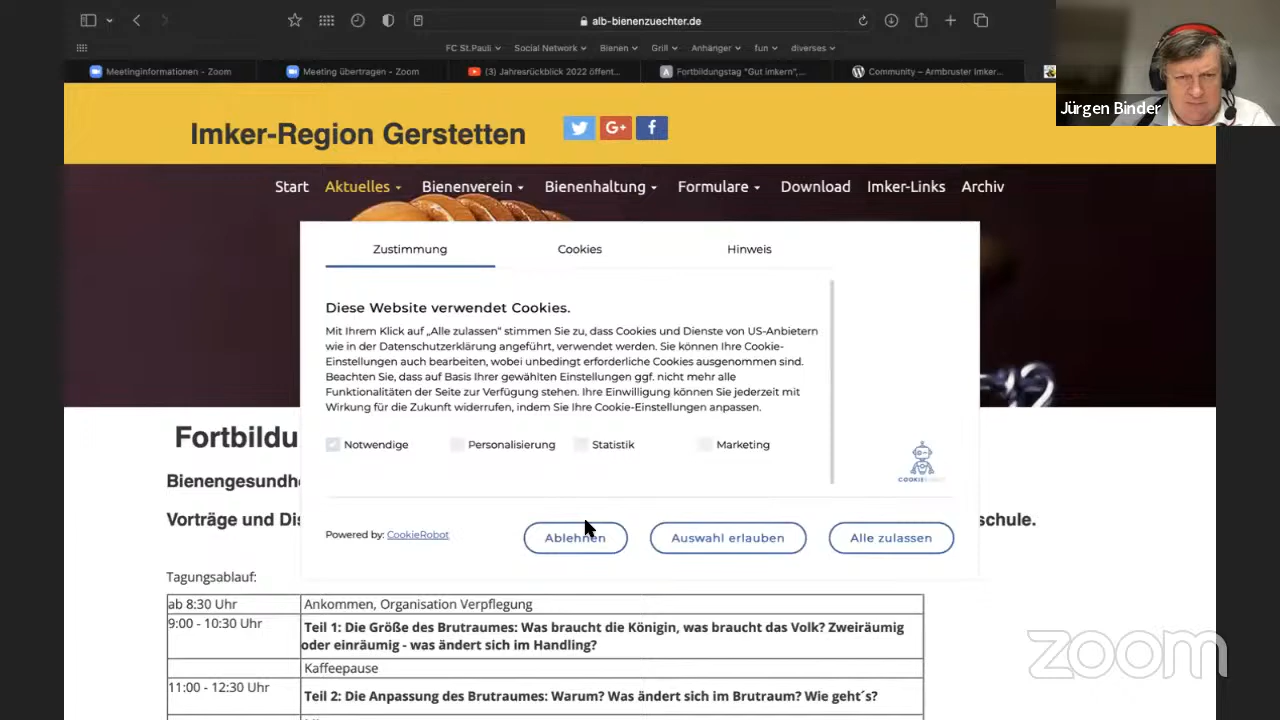 alb-bienenzuechter.de
FC St.Pauli Social Network Bienen Grill Anhänger fun diverses
Meetinginformationen - Zoom Meeting übertragen - Zoom (3) Jahresrückblick 2022 öffent... Fortbildungstag "Gut imkern",... Community – Armbruster Imker...
Jürgen Binder
Imker-Region Gerstetten
G+ f
Start Aktuelles Bienenverein Bienenhaltung Formulare Download Imker-Links Archiv
Zustimmung Cookies Hinweis
Diese Website verwendet Cookies.
Mit Ihrem Klick auf „Alle zulassen" stimmen Sie zu, dass Cookies und Dienste von US-Anbietern
wie in der Datenschutzerklärung angeführt, verwendet werden. Sie können Ihre Cookie-
Einstellungen auch bearbeiten, wobei unbedingt erforderliche Cookies ausgenommen sind.
Beachten Sie, dass auf Basis Ihrer gewählten Einstellungen ggf. nicht mehr alle
Funktionalitäten der Seite zur Verfügung stehen. Ihre Einwilligung können Sie jederzeit mit
Wirkung für die Zukunft widerrufen, indem Sie Ihre Cookie-Einstellungen anpassen.
Notwendige Personalisierung Statistik Marketing
Powered by: CookieRobot
Ablehnen Auswahl erlauben Alle zulassen
Fortbildu
Bienengesundhe
Vorträge und Di schule.
Tagungsablauf:
ab 8:30 Uhr Ankommen, Organisation Verpflegung
9:00 - 10:30 Uhr Teil 1: Die Größe des Brutraumes: Was braucht die Königin, was braucht das Volk? Zweiräumig
oder einräumig - was ändert sich im Handling?
Kaffeepause
11:00 - 12:30 Uhr Teil 2: Die Anpassung des Brutraumes: Warum? Was ändert sich im Brutraum? Wie geht´s?
zoom